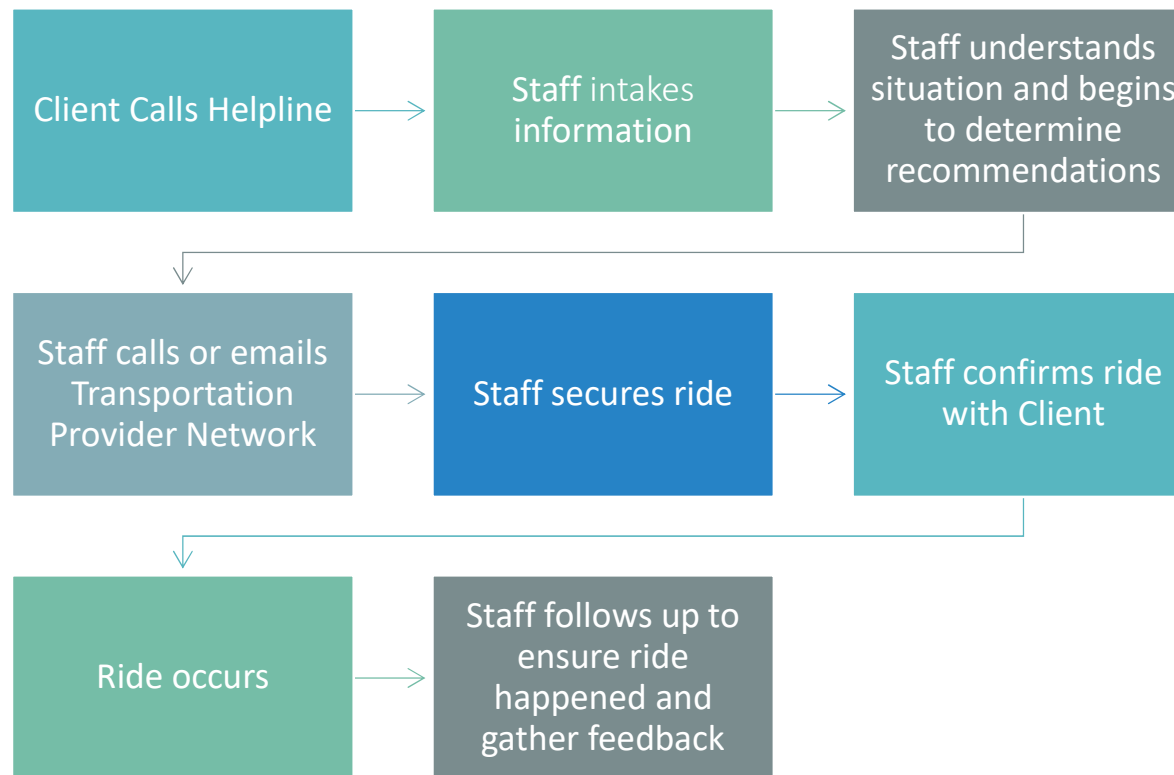 Client Calls Helpline
Staff intakes
information
Staff understands
situation and begins
to determine
recommendations
Staff calls or emails
Transportation
Provider Network
Staff secures ride
Staff confirms ride
with Client
Ride occurs
Staff follows up to
ensure ride
happened and
gather feedback